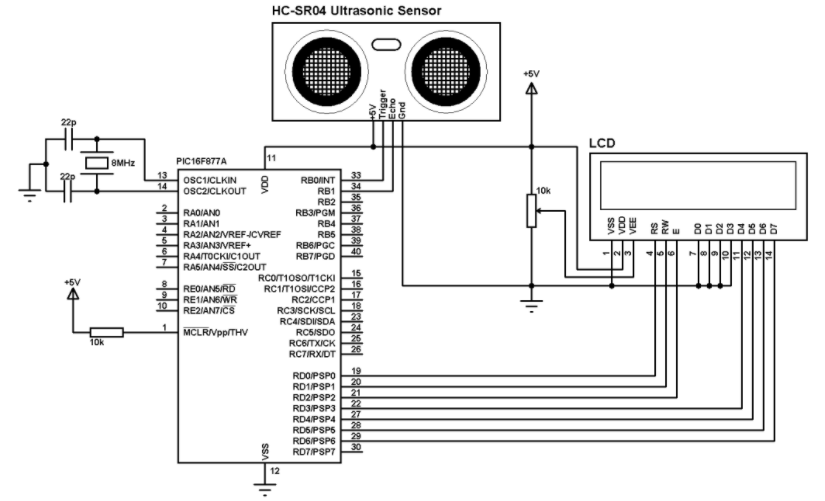 HC-SR04 Ultrasonic Sensor
+5V
Trigger
Echo
Gnd
+5V
22p
8MHz
22p
PIC16F877A
11
VDD
LCD
10k
13 OSC1/CLKIN
14 OSC2/CLKOUT
2 RA0/AN0
3 RA1/AN1
4 RA2/AN2/VREF-/CVREF
5 RA3/AN3/VREF+
6 RA4/T0CKI/C1OUT
7 RA5/AN4/SS/C2OUT
8 RE0/AN5/RD
9 RE1/AN6/WR
10 RE2/AN7/CS
1 MCLR/Vpp/THV
+5V
10k
RB0/INT 33
RB1 34
RB2 35
RB3/PGM 36
RB4 37
RB5 38
RB6/PGC 39
RB7/PGD 40
RC0/T1OSO/T1CKI 15
RC1/T1OSI/CCP2 16
RC2/CCP1 17
RC3/SCK/SCL 18
RC4/SDI/SDA 23
RC5/SDO 24
RC6/TX/CK 25
RC7/RX/DT 26
RD0/PSP0 19
RD1/PSP1 20
RD2/PSP2 21
RD3/PSP3 22
RD4/PSP4 27
RD5/PSP5 28
RD6/PSP6 29
RD7/PSP7 30
VSS
12
VSS VDD VEE RS RW E D0 D1 D2 D3 D4 D5 D6 D7
1 2 3 4 5 6 7 8 9 10 11 12 13 14